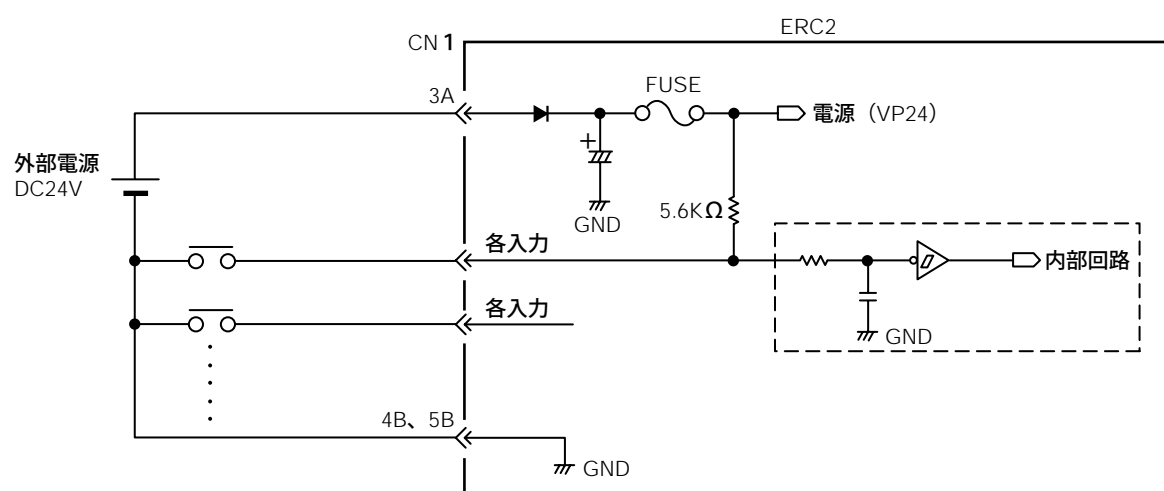 ERC2
CN 1
3A
FUSE
電源（VP24）
外部電源
DC24V
+
GND
5.6KΩ
各入力
内部回路
各入力
GND
4B、5B
GND